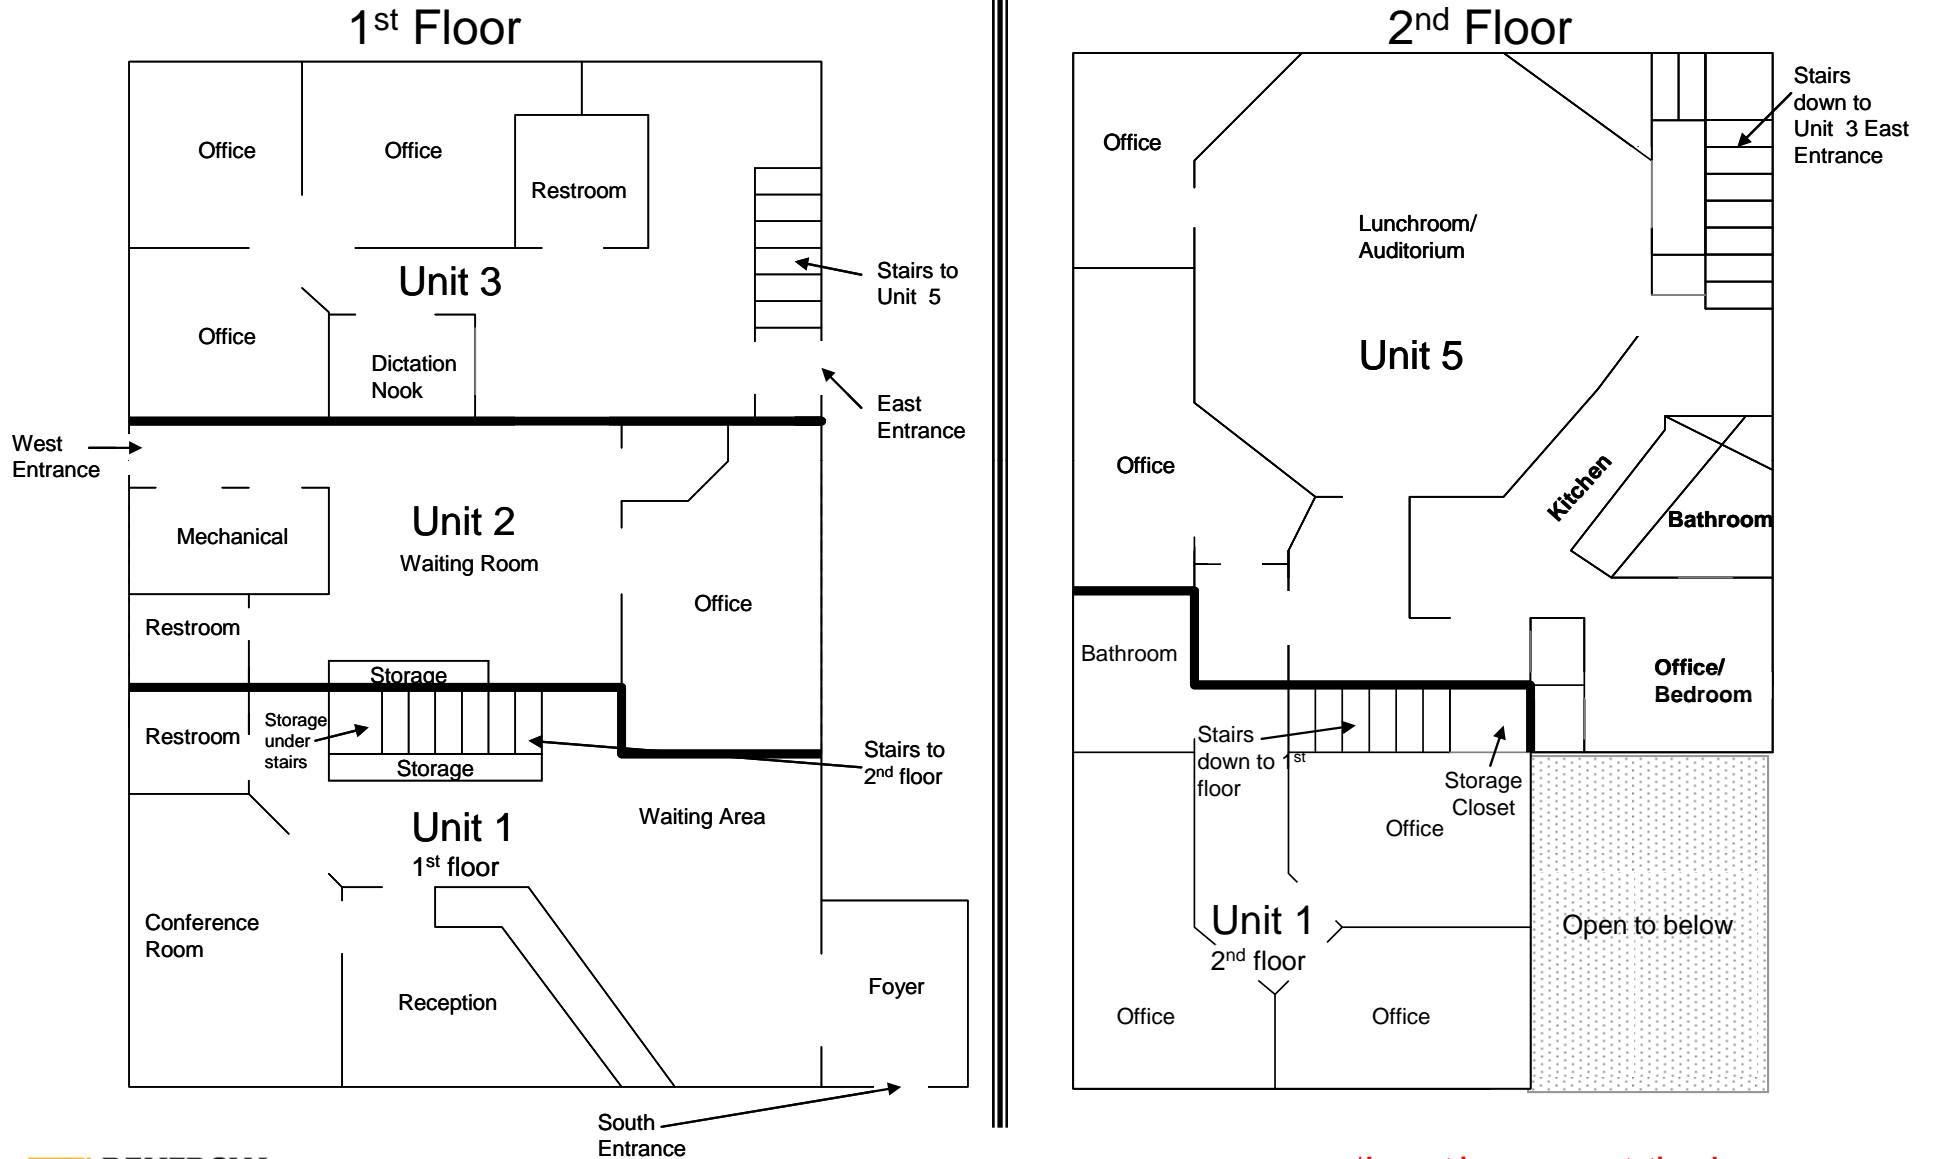 1st Floor
Office
Office
Restroom
Unit 3
Stairs to
Unit 5
Office
Dictation
Nook
East
Entrance
West
Entrance
Unit 2
Mechanical
Waiting Room
Office
Restroom
Storage
Restroom
Storage
under
stairs
Storage
Stairs to
2nd floor
Waiting Area
Unit 1
1st floor
Conference
Room
Reception
Foyer
South
Entrance
2nd Floor
Stairs
down to
Unit 3 East
Entrance
Office
Lunchroom/
Auditorium
Unit 5
Office
Kitchen
Bathroom
Bathroom
Office/
Bedroom
Stairs
down to 1st
floor
Storage
Closet
Office
Unit 1
2nd floor
Open to below
Office
Office